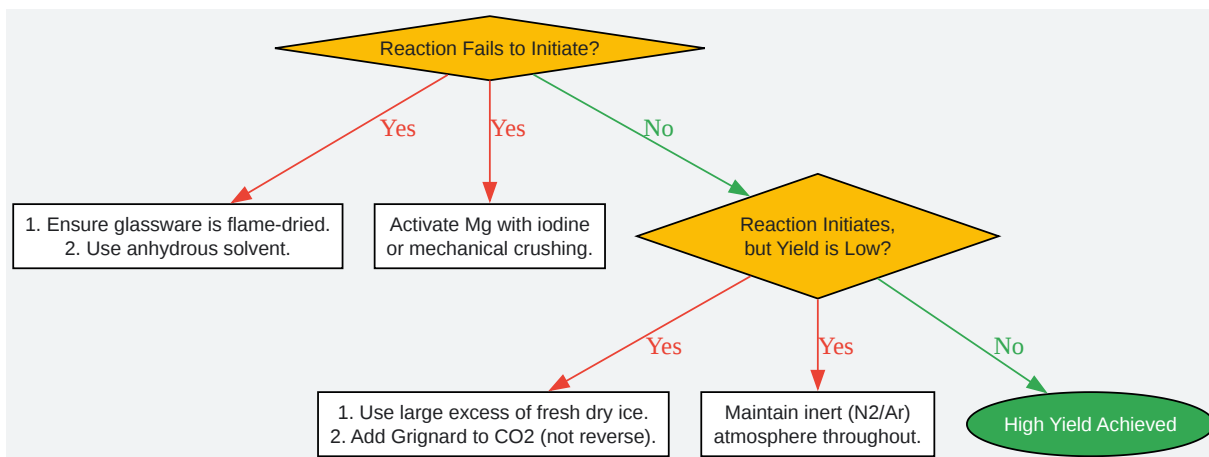 Reaction Fails to Initiate?
Yes
Yes
No
1. Ensure glassware is flame-dried.
2. Use anhydrous solvent.
Activate Mg with iodine
or mechanical crushing.
Reaction Initiates,
but Yield is Low?
Yes
Yes
No
1. Use large excess of fresh dry ice.
2. Add Grignard to CO2 (not reverse).
Maintain inert (N2/Ar)
atmosphere throughout.
High Yield Achieved